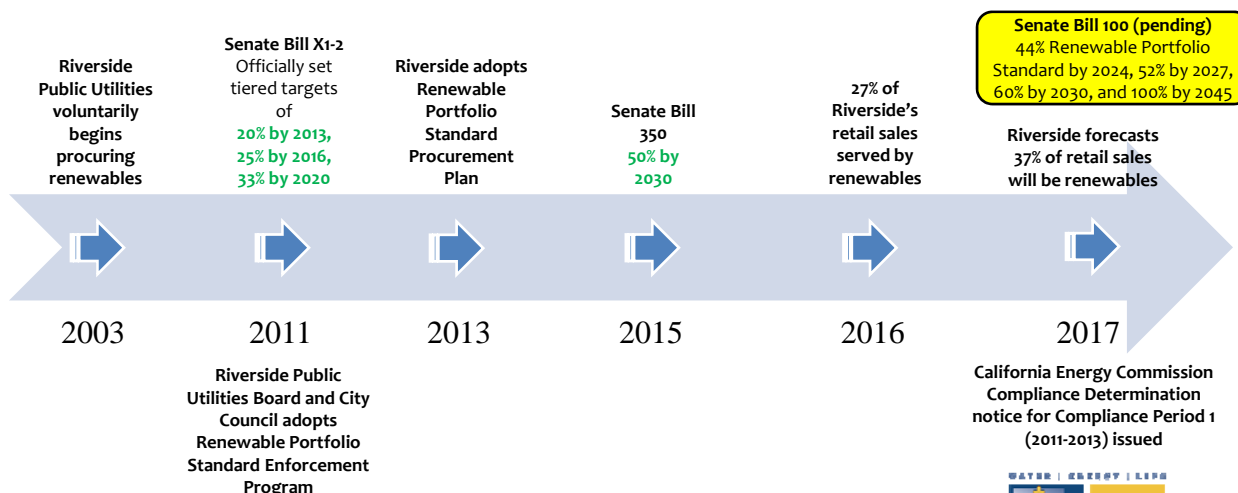 Riverside
Public Utilities
voluntarily
begins
procuring
renewables
Senate Bill X1-2
Officially set
tiered targets
of
20% by 2013,
25% by 2016,
33% by 2020
Riverside adopts
Renewable
Portfolio
Standard
Procurement
Plan
Senate Bill
350
50% by
2030
27% of
Riverside's
retail sales
served by
renewables
Senate Bill 100 (pending)
44% Renewable Portfolio
Standard by 2024, 52% by 2027,
60% by 2030, and 100% by 2045
Riverside forecasts
37% of retail sales
will be renewables
2003
2011
2013
2015
2016
2017
Riverside Public
Utilities Board and City
Council adopts
Renewable Portfolio
Standard Enforcement
Program
California Energy Commission
Compliance Determination
notice for Compliance Period 1
(2011-2013) issued
WATER | ENERGY | LIFE